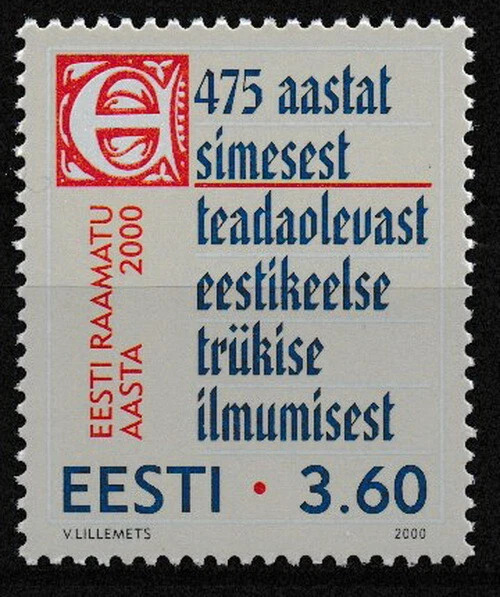 E
475 aastat
simesest
teadaolevast
eestikeelse
trükise
ilmumisest
EESTI RAAMATU
AASTA 2000
EESTI • 3.60
V. LILLEMETS
2000